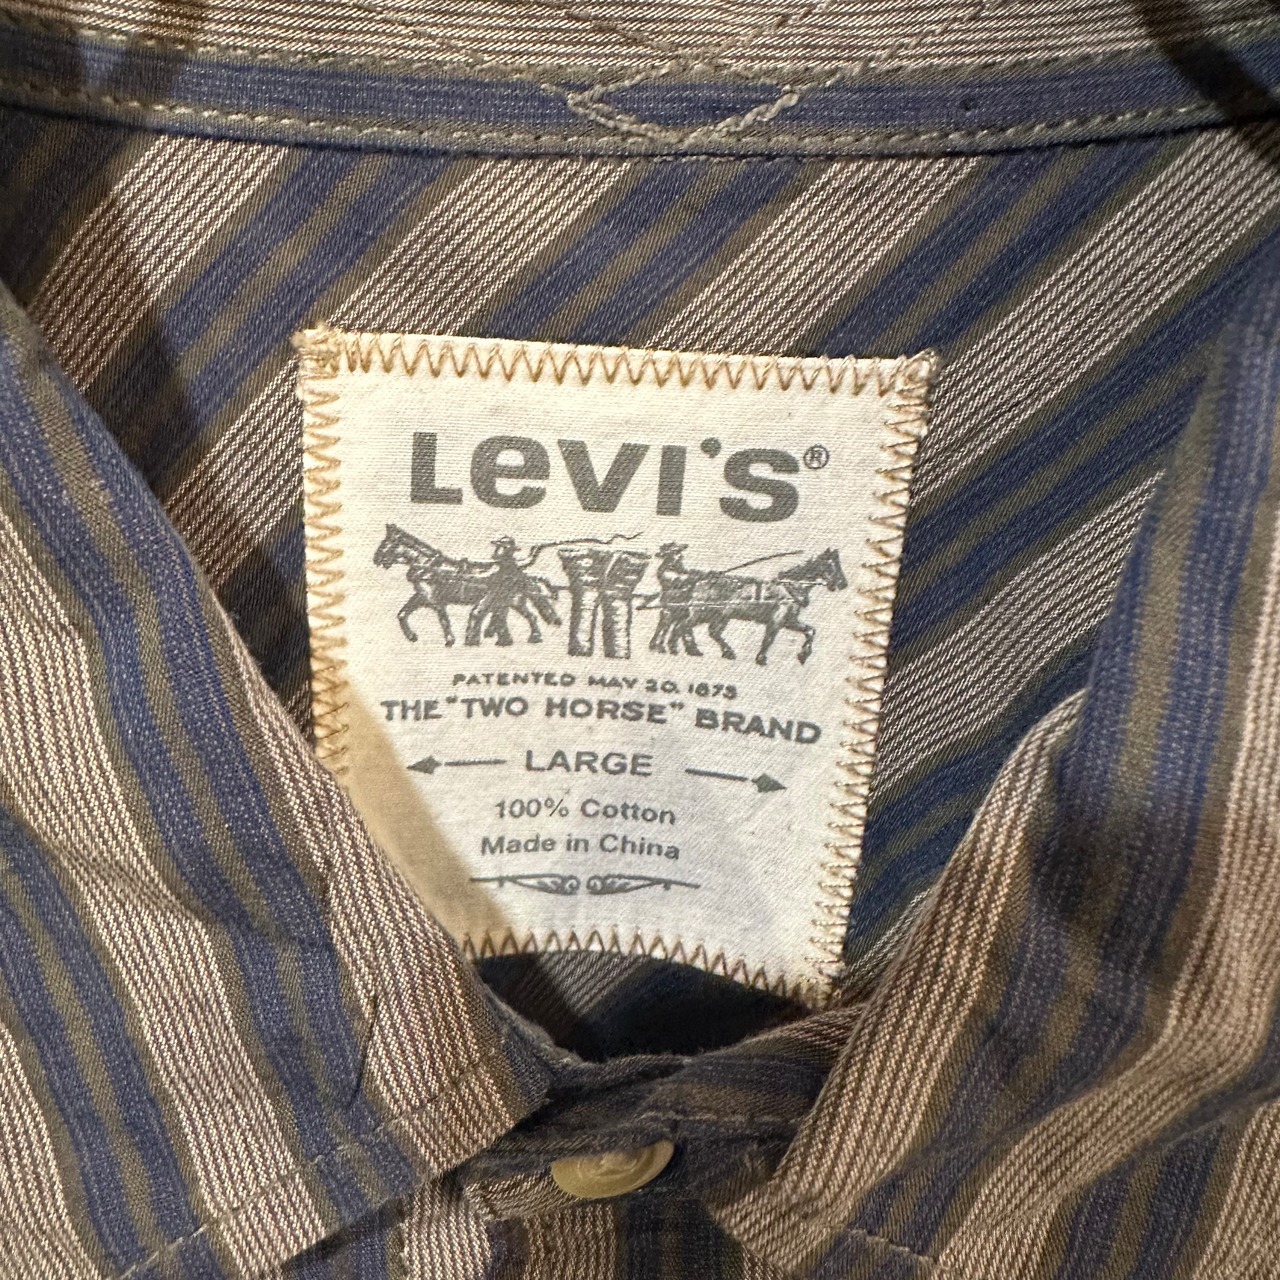 Levi's®
PATENTED MAY 20, 1873
THE "TWO HORSE" BRAND
LARGE
100% Cotton
Made in China